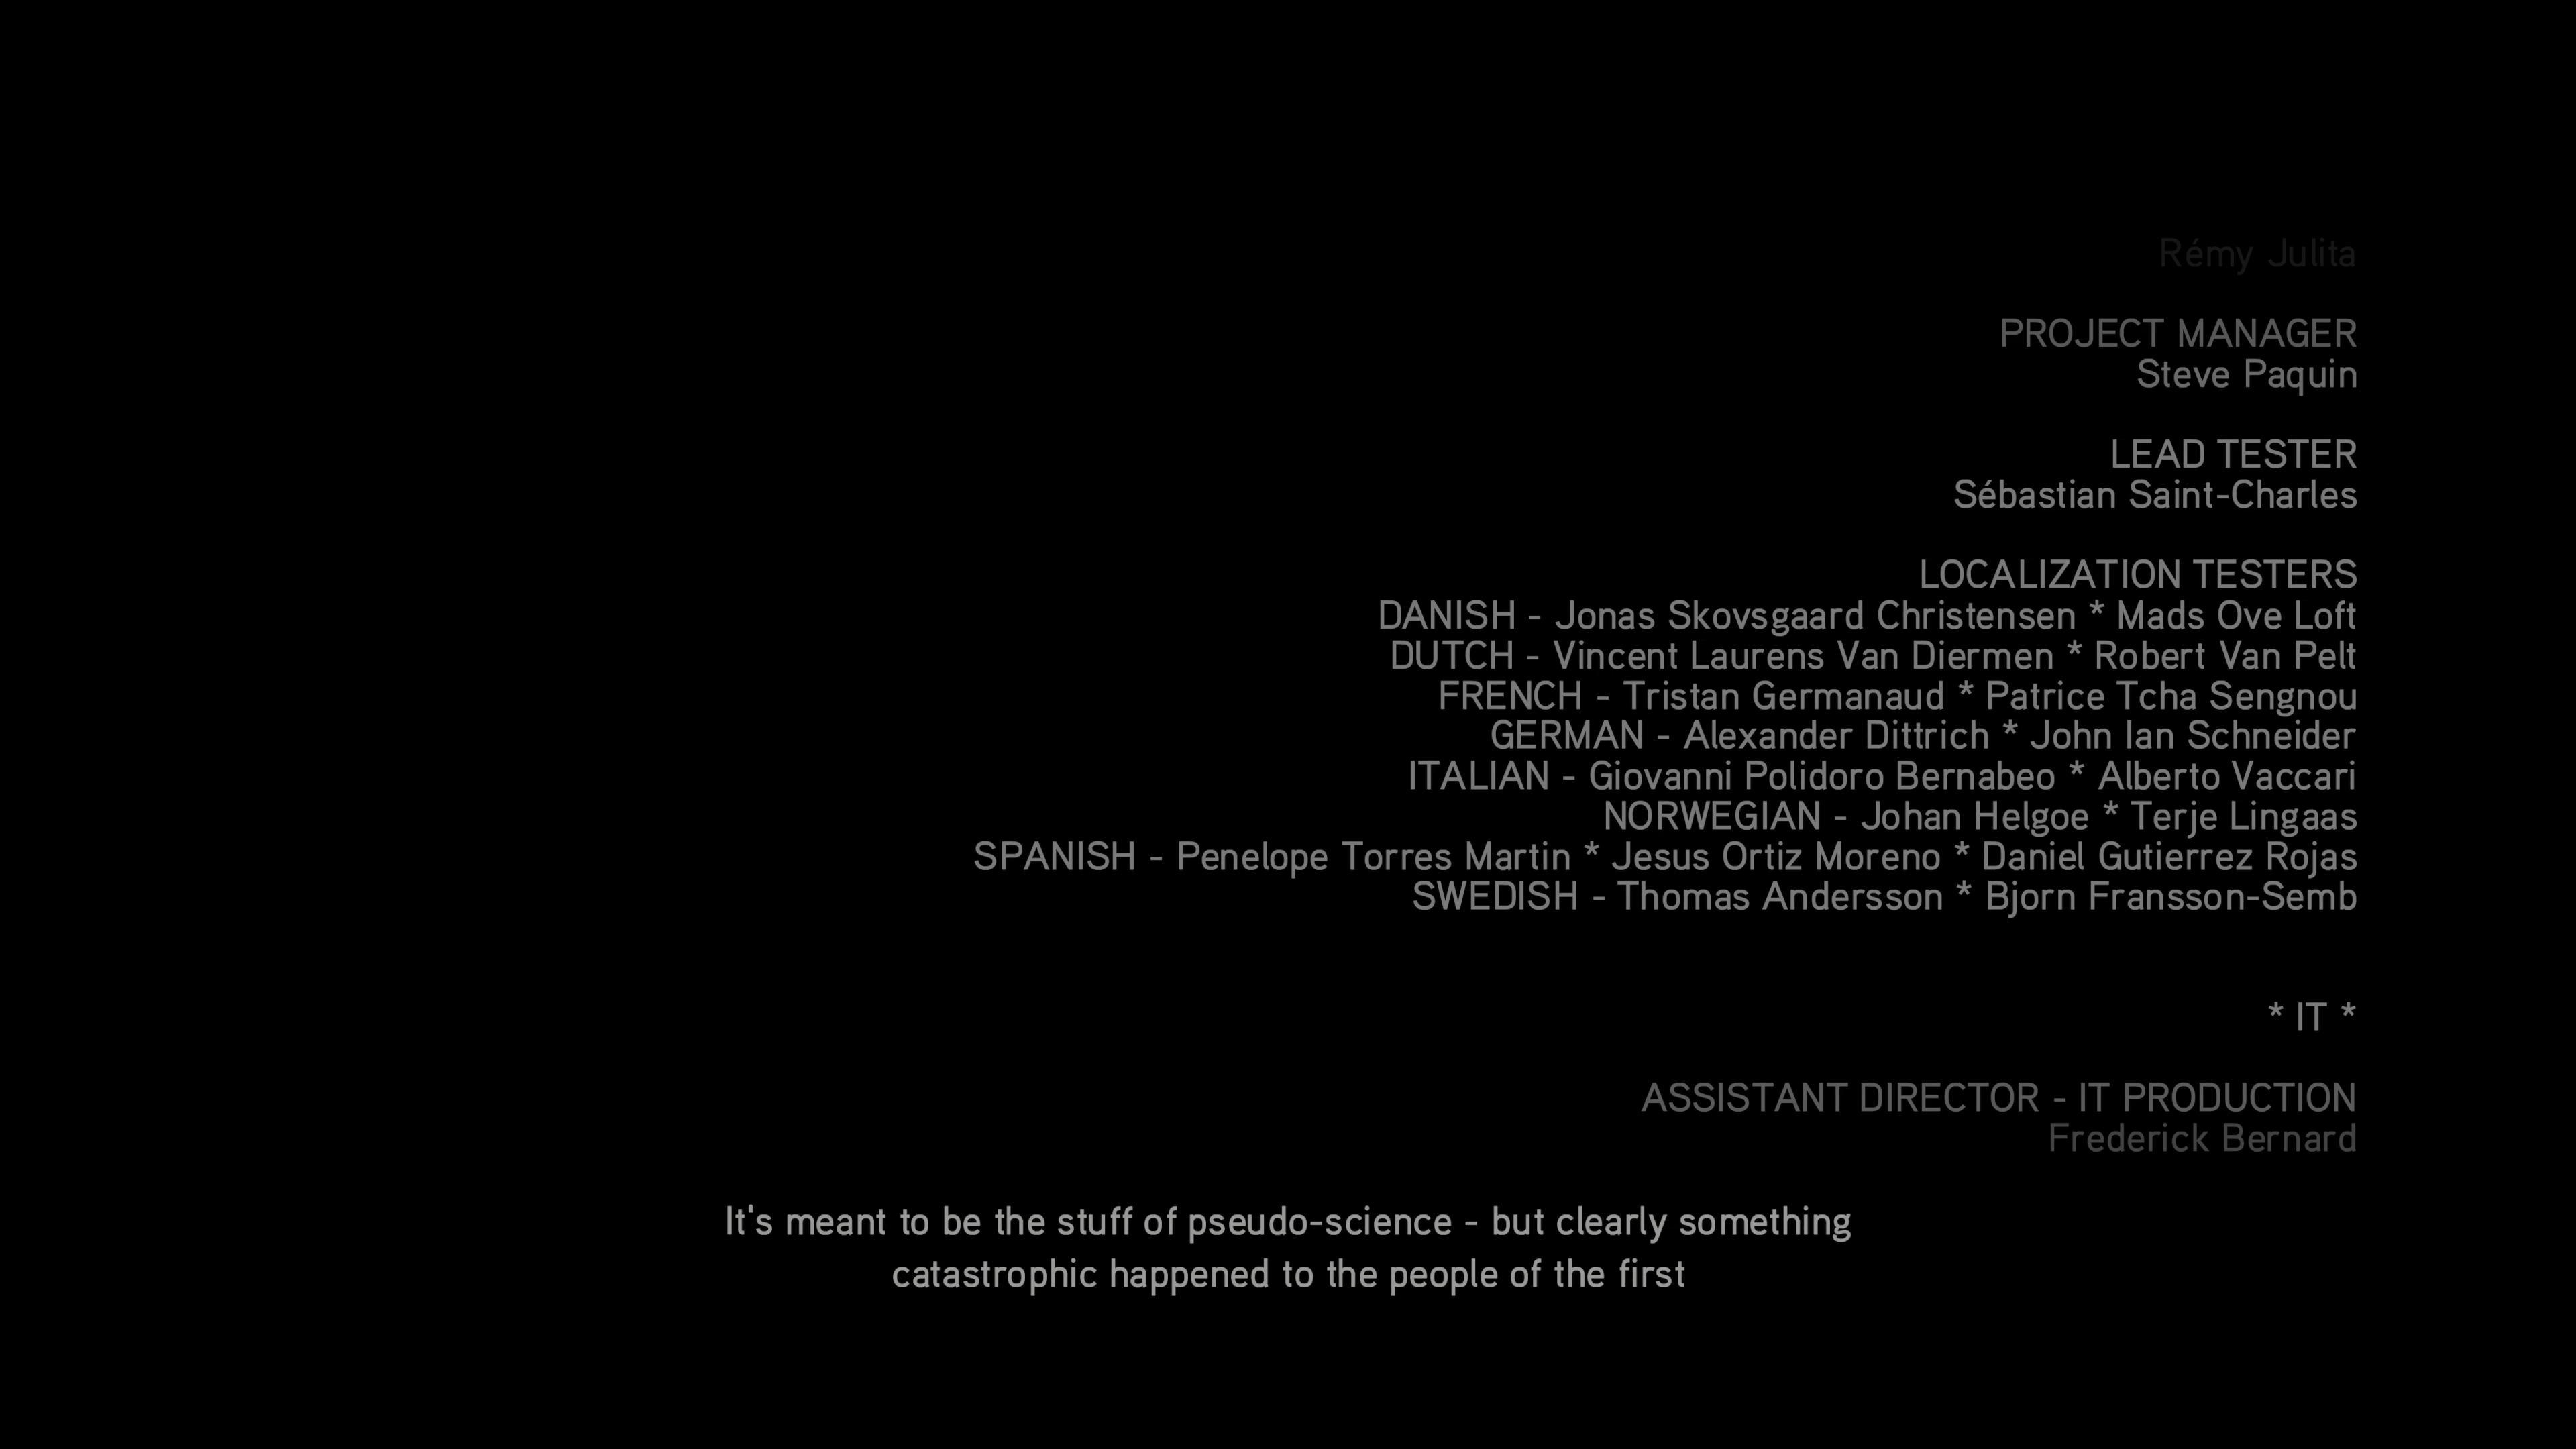 Rémy Julita
PROJECT MANAGER
Steve Paquin
LEAD TESTER
Sébastian Saint-Charles
LOCALIZATION TESTERS
DANISH - Jonas Skovsgaard Christensen * Mads Ove Loft
DUTCH - Vincent Laurens Van Diermen * Robert Van Pelt
FRENCH - Tristan Germanaud * Patrice Tcha Sengnou
GERMAN - Alexander Dittrich * John Ian Schneider
ITALIAN - Giovanni Polidoro Bernabeo * Alberto Vaccari
NORWEGIAN - Johan Helgoe * Terje Lingaas
SPANISH - Penelope Torres Martin * Jesus Ortiz Moreno * Daniel Gutierrez Rojas
SWEDISH - Thomas Andersson * Bjorn Fransson-Semb
* IT *
ASSISTANT DIRECTOR - IT PRODUCTION
Frederick Bernard
It's meant to be the stuff of pseudo-science - but clearly something
catastrophic happened to the people of the first